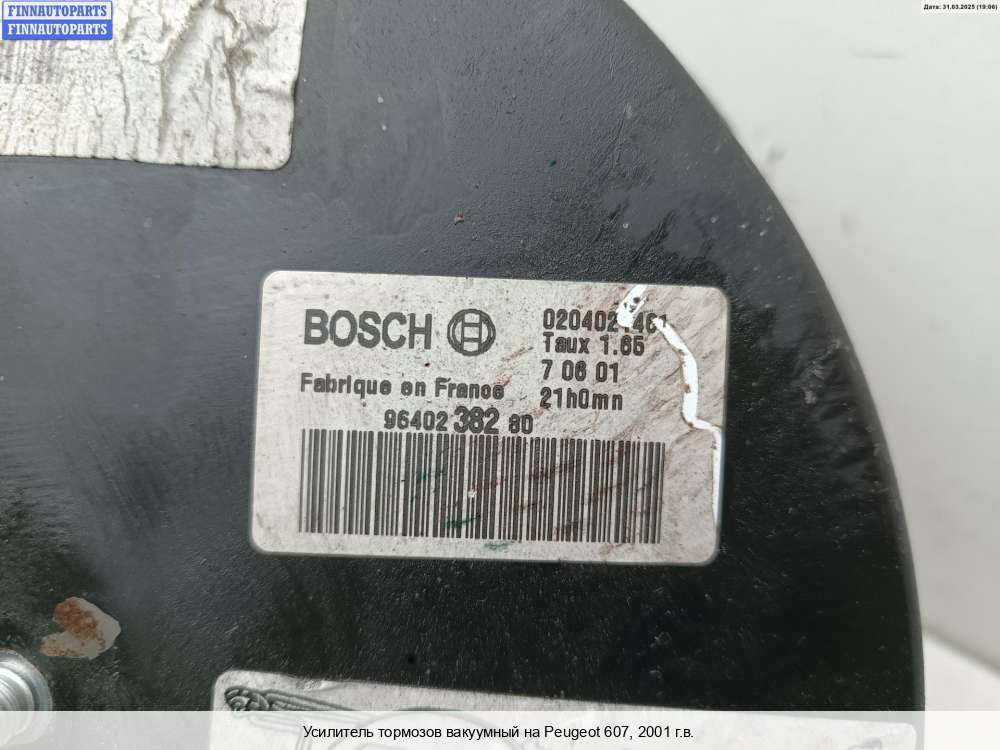 FINNAUTOPARTS
FINNAUTOPARTS
Дата: 31.03.2025 (19:06)
BOSCH
0204021461
Taux 1.65
7 06 01
Fabrique en France
21h0mn
96402 382 80
Усилитель тормозов вакуумный на Peugeot 607, 2001 г.в.